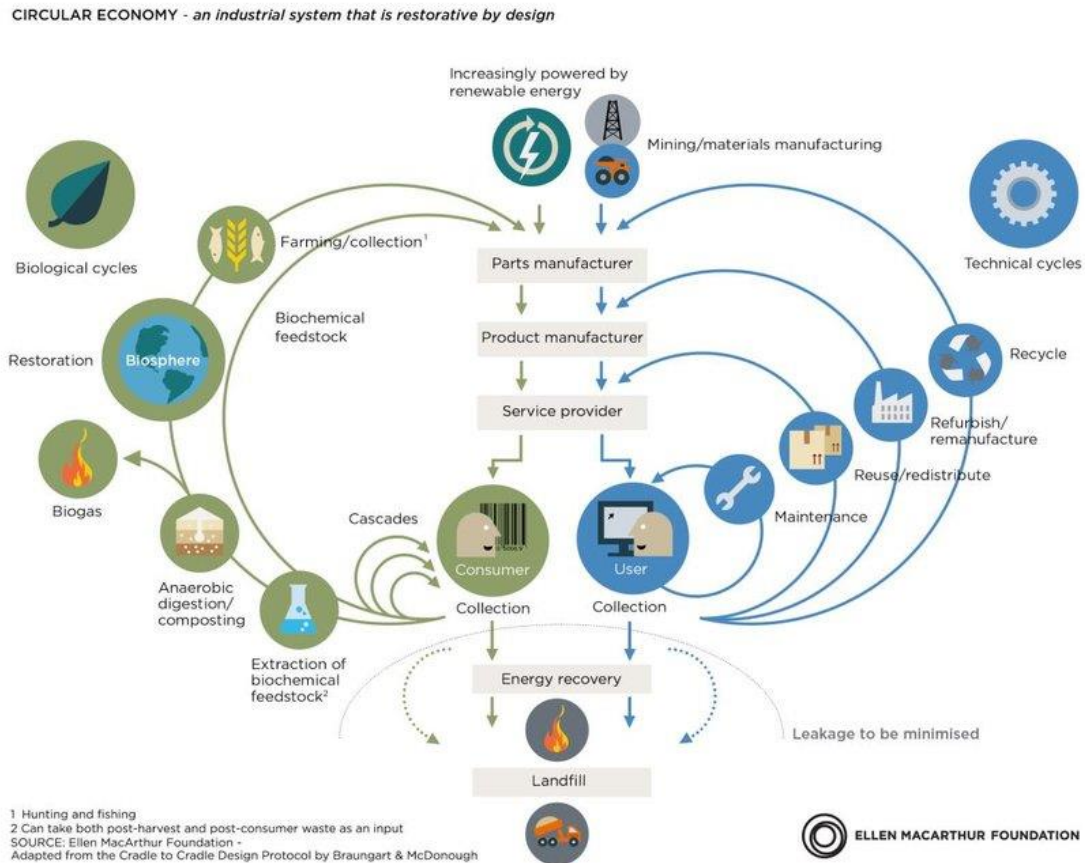 CIRCULAR ECONOMY - an industrial system that is restorative by design
Increasingly powered by
renewable energy
Mining/materials manufacturing
Biological cycles
Farming/collection¹
Parts manufacturer
Technical cycles
Biochemical
feedstock
Product manufacturer
Restoration
Biosphere
Recycle
Service provider
Refurbish/
remanufacture
Biogas
Reuse/redistribute
Cascades
Maintenance
Consumer
User
Anaerobic
digestion/
composting
Collection
Collection
Extraction of
biochemical
feedstock²
Energy recovery
Leakage to be minimised
Landfill
1 Hunting and fishing
2 Can take both post-harvest and post-consumer waste as an input
SOURCE: Ellen MacArthur Foundation -
Adapted from the Cradle to Cradle Design Protocol by Braungart & McDonough
ELLEN MACARTHUR FOUNDATION